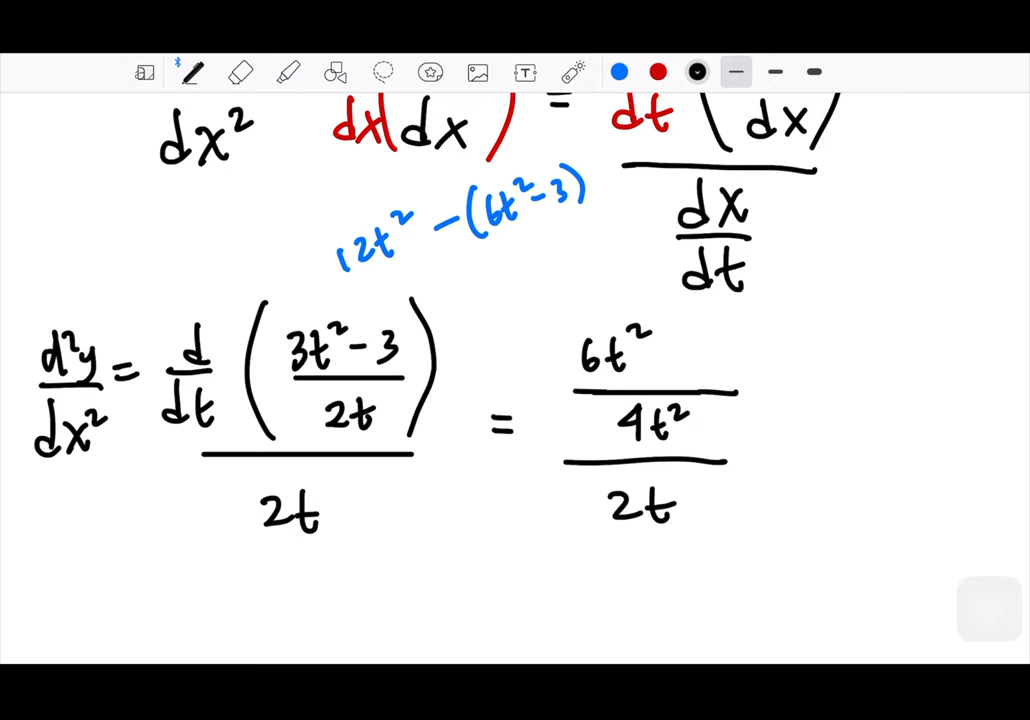 dx² dx(dx) = dt (dx)
dx
dt
12t² - (6t² - 3)
d²y/dx² = d/dt ((3t² - 3)/2t) / 2t = (6t²/4t²) / 2t